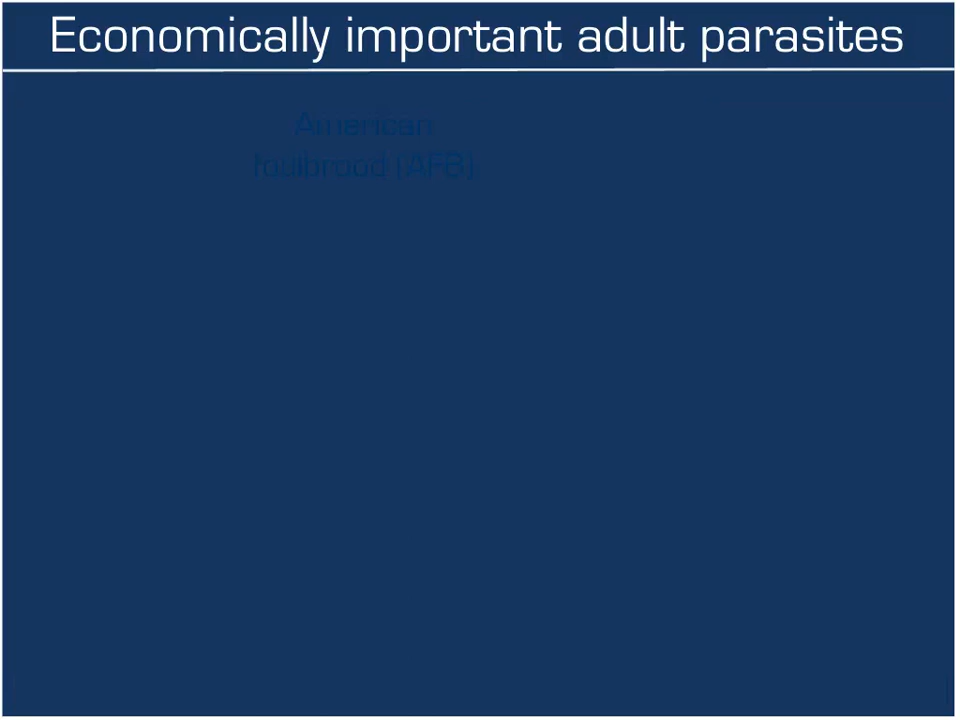 Economically important adult parasites
American
foulbrood (AFB)